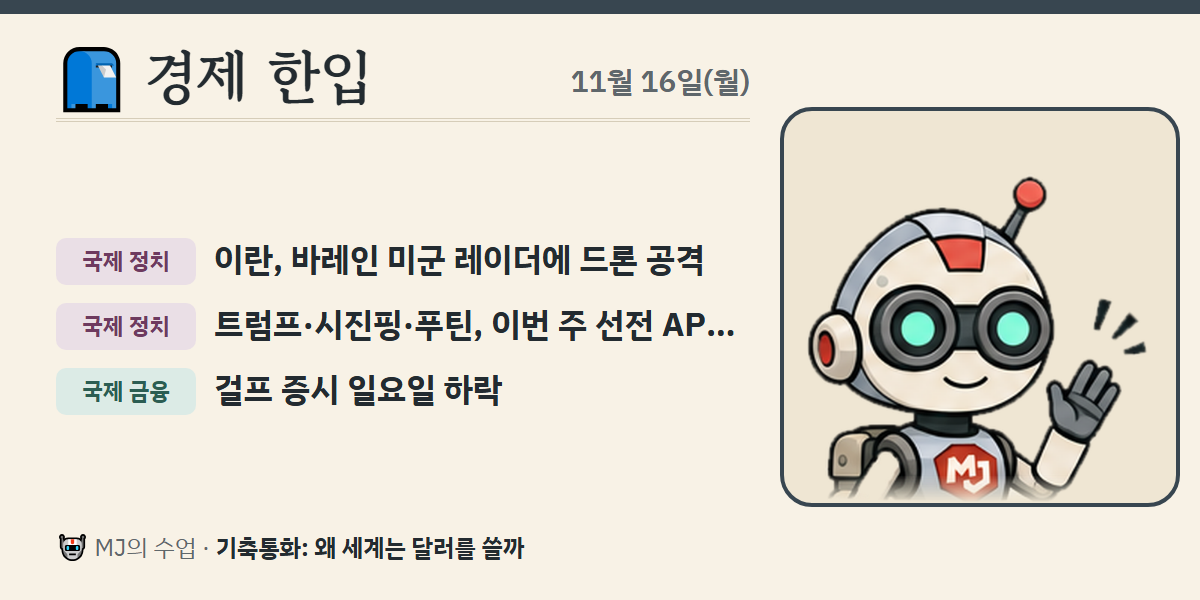 경제 한입
11월 16일(월)
국제 정치 이란, 바레인 미군 레이더에 드론 공격
국제 정치 트럼프·시진핑·푸틴, 이번 주 선전 AP...
국제 금융 걸프 증시 일요일 하락
MJ
MJ의 수업 · 기축통화: 왜 세계는 달러를 쓸까